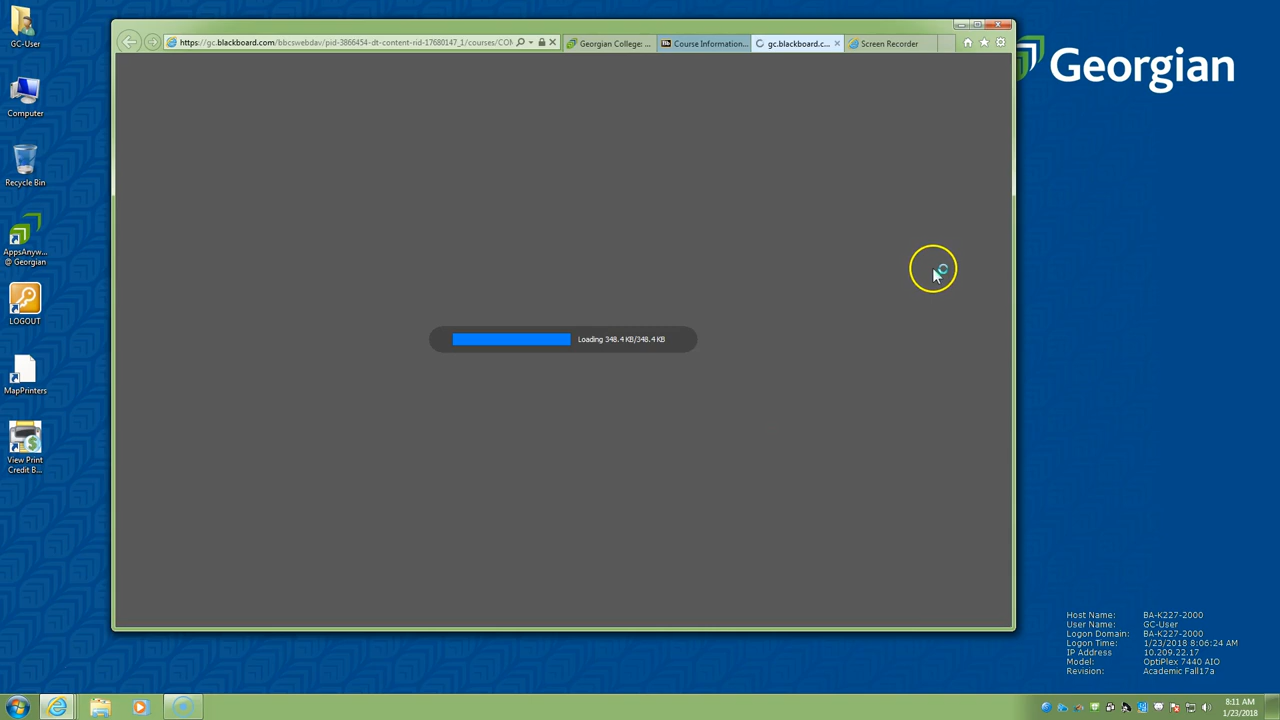 GC-User
Computer
Recycle Bin
AppsAnyw...
@ Georgian
LOGOUT
MapPrinters
View Print
Credit B...
https://gc.blackboard.com/bbcswebdav/pid-3866454-dt-content-rid-17680147_1/courses/CON
Georgian College: ...
Bb
Course Information...
gc.blackboard.c...
Screen Recorder
Georgian
Loading 348.4 KB/348.4 KB
Host Name: BA-K227-2000
User Name: GC-User
Logon Domain: BA-K227-2000
Logon Time: 1/23/2018 8:06:24 AM
IP Address 10.209.22.17
Model: OptiPlex 7440 AIO
Revision: Academic Fall17a
8:11 AM
1/23/2018